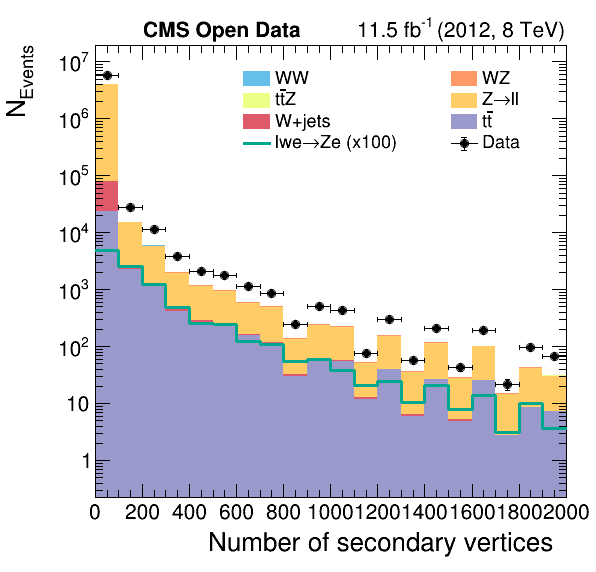 CMS Open Data 11.5 fb⁻¹ (2012, 8 TeV)
N_Events
10⁷
10⁶
10⁵
10⁴
10³
10²
10
1
WW WZ
tt̄Z Z→ll
W+jets tt̄
lwe→Ze (x100) Data
0 200 400 600 800 1000 1200 1400 1600 1800 2000
Number of secondary vertices